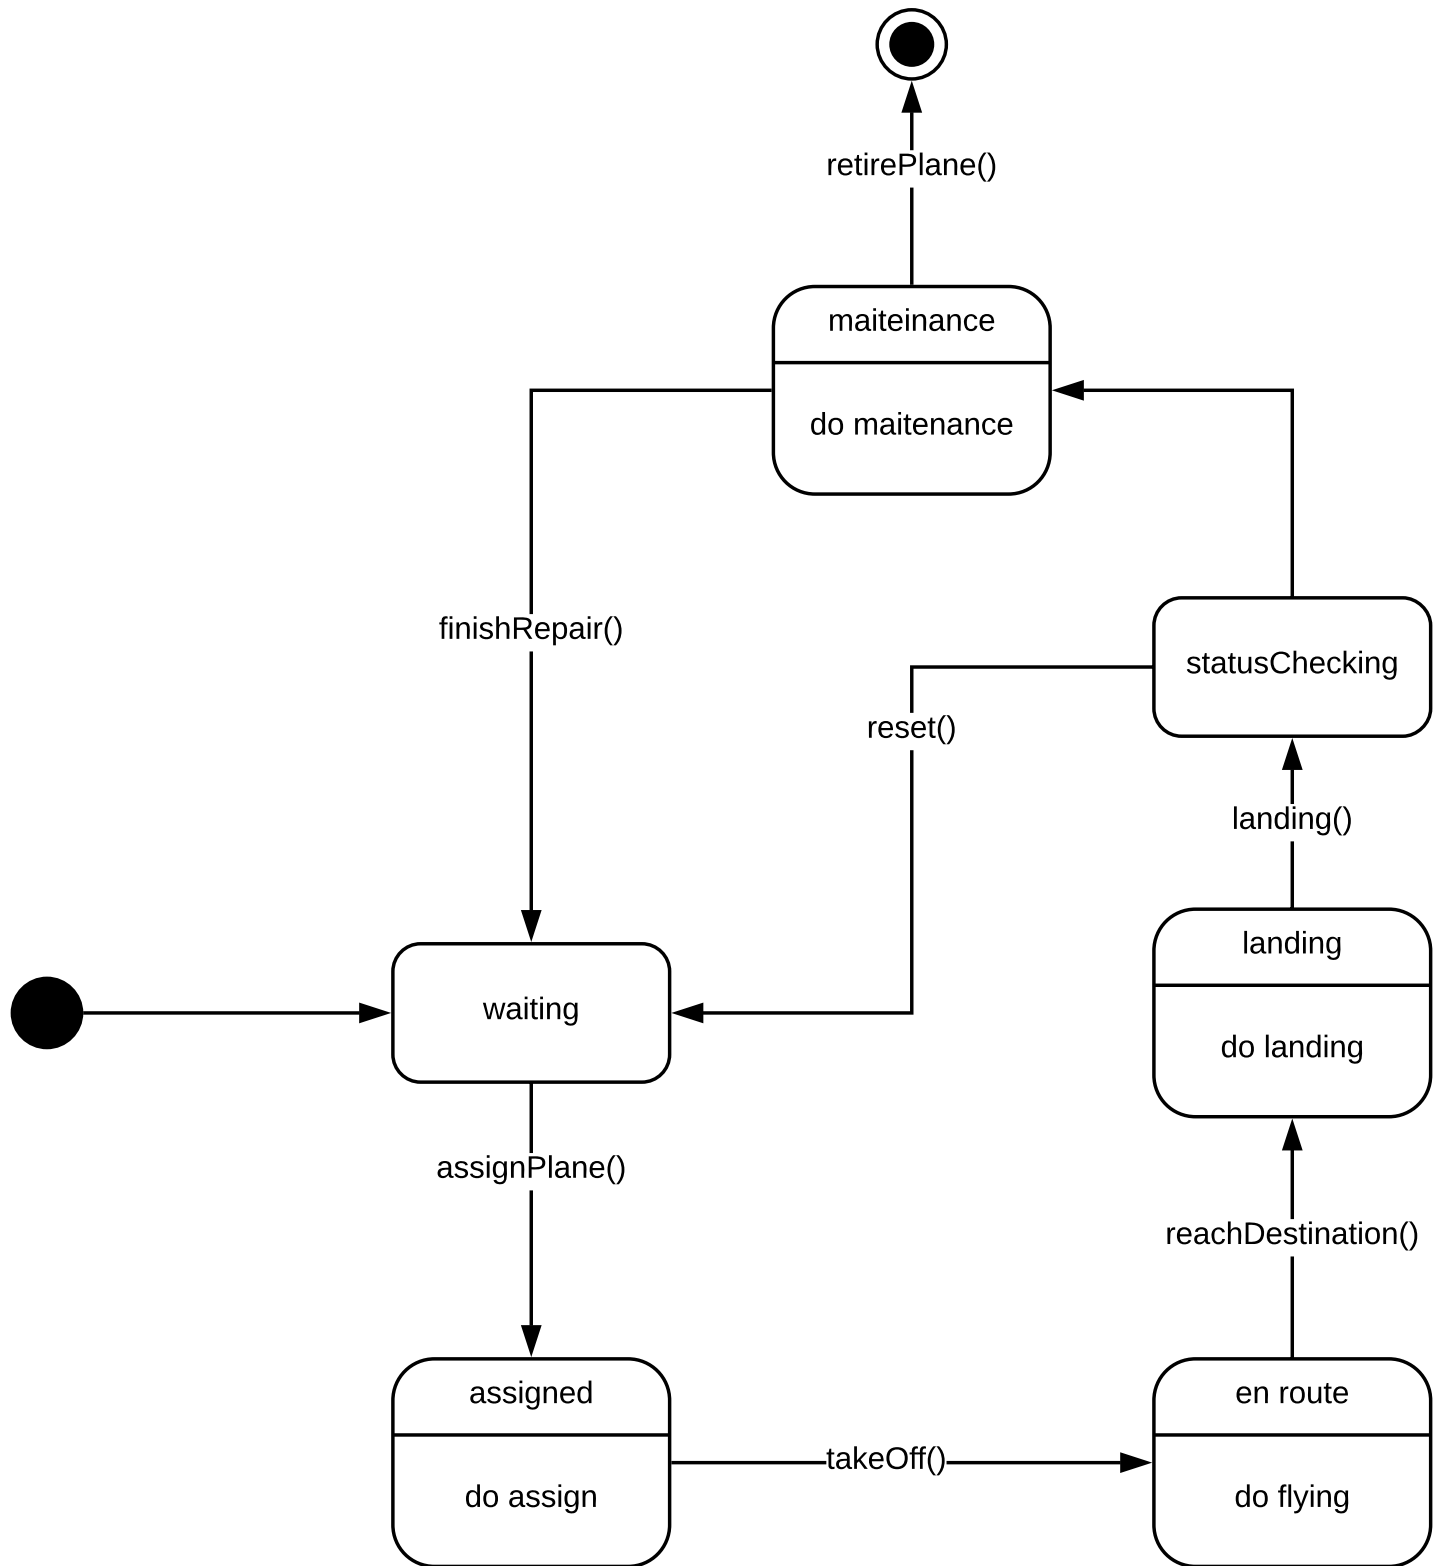 retirePlane()
maiteinance
do maitenance
finishRepair()
statusChecking
reset()
landing()
landing
do landing
waiting
assignPlane()
reachDestination()
assigned
do assign
takeOff()
en route
do flying